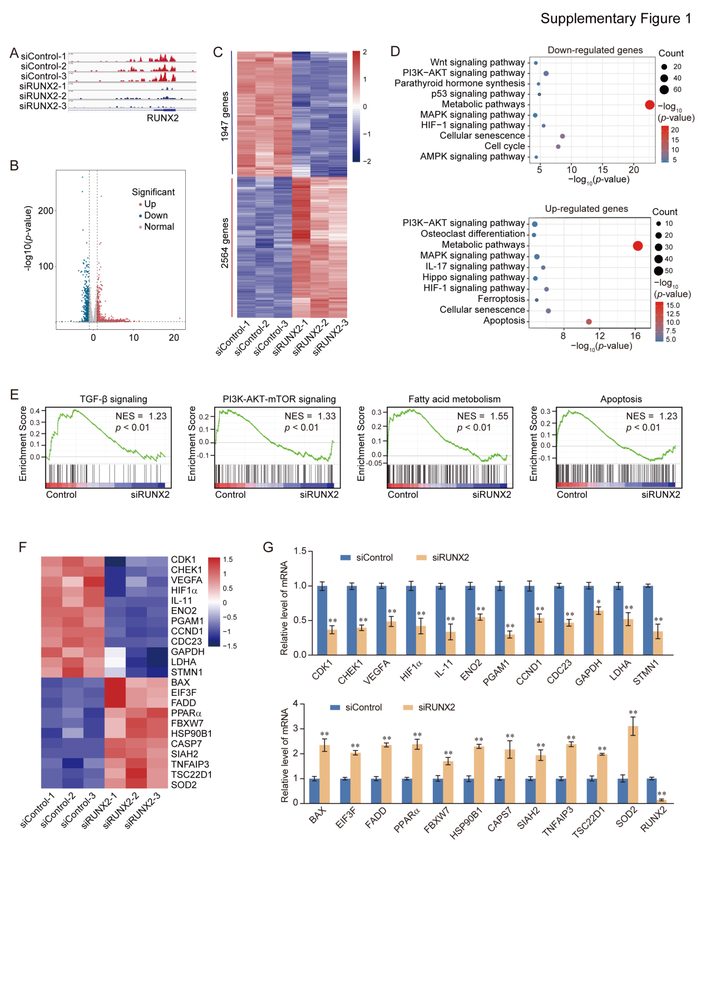 Supplementary Figure 1
A
siControl-1
siControl-2
siControl-3
siRUNX2-1
siRUNX2-2
siRUNX2-3
RUNX2
B
-log10(p-value)
200
100
0
10
20
Significant
Up
Down
Normal
C
1947 genes
2564 genes
2
1
0
−1
−2
siControl-1
siControl-2
siControl-3
siRUNX2-1
siRUNX2-2
siRUNX2-3
D
Down-regulated genes
Wnt signaling pathway
PI3K−AKT signaling pathway
Parathyroid hormone synthesis
p53 signaling pathway
Metabolic pathways
MAPK signaling pathway
HIF−1 signaling pathway
Cellular senescence
Cell cycle
AMPK signaling pathway
5
10
15
20
−log10(p-value)
Count
20
40
60
−log10
(p-value)
20
15
10
5
Up-regulated genes
PI3K−AKT signaling pathway
Osteoclast differentiation
Metabolic pathways
MAPK signaling pathway
IL-17 signaling pathway
Hippo signaling pathway
HIF-1 signaling pathway
Ferroptosis
Cellular senescence
Apoptosis
8
12
16
−log10(p-value)
Count
10
20
30
40
50
−log10
(p-value)
15.0
12.5
10.0
7.5
5.0
E
TGF-β signaling
Enrichment Score
0.4
0.3
0.2
0.1
0.0
NES = 1.23
p < 0.01
Control
siRUNX2
PI3K-AKT-mTOR signaling
Enrichment Score
0.2
0.1
0.0
-0.1
NES = 1.33
p < 0.01
Control
siRUNX2
Fatty acid metobolism
Enrichment Score
0.3
0.2
0.1
0.0
-0.05
NES = 1.55
p < 0.01
Control
siRUNX2
Apoptosis
Enrichment Score
0.3
0.2
0.1
0.0
-0.1
NES = 1.23
p < 0.01
Control
siRUNX2
F
CDK1
CHEK1
VEGFA
HIF1α
IL-11
ENO2
PGAM1
CCND1
CDC23
GAPDH
LDHA
STMN1
BAX
EIF3F
FADD
PPARα
FBXW7
HSP90B1
CASP7
SIAH2
TNFAIP3
TSC22D1
SOD2
1.5
1
0.5
0
−0.5
−1
−1.5
siControl-1
siControl-2
siControl-3
siRUNX2-1
siRUNX2-2
siRUNX2-3
G
Relative level of mRNA
1.5
1.0
0.5
0.0
siControl
siRUNX2
** ** ** ** ** ** ** ** ** * ** **
CDK1
CHEK1
VEGFA
HIF1α
IL-11
ENO2
PGAM1
CCND1
CDC23
GAPDH
LDHA
STMN1
Relative level of mRNA
4
3
2
1
0
siControl
siRUNX2
** ** ** ** ** ** ** ** ** ** ** **
BAX
EIF3F
FADD
PPARα
FBXW7
HSP90B1
CAPS7
SIAH2
TNFAIP3
TSC22D1
SOD2
RUNX2